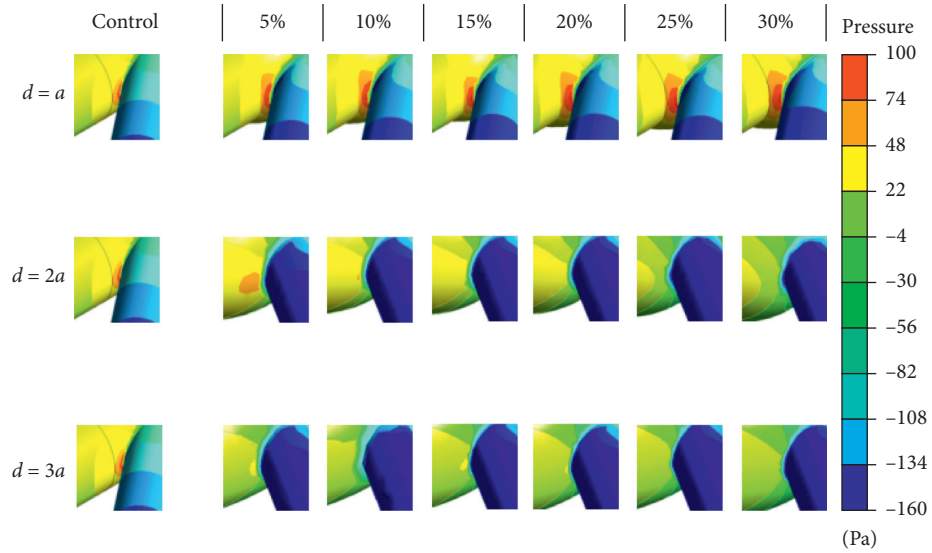 Control 5% 10% 15% 20% 25% 30% Pressure
d = a
d = 2a
d = 3a
100
74
48
22
–4
–30
–56
–82
–108
–134
–160
(Pa)